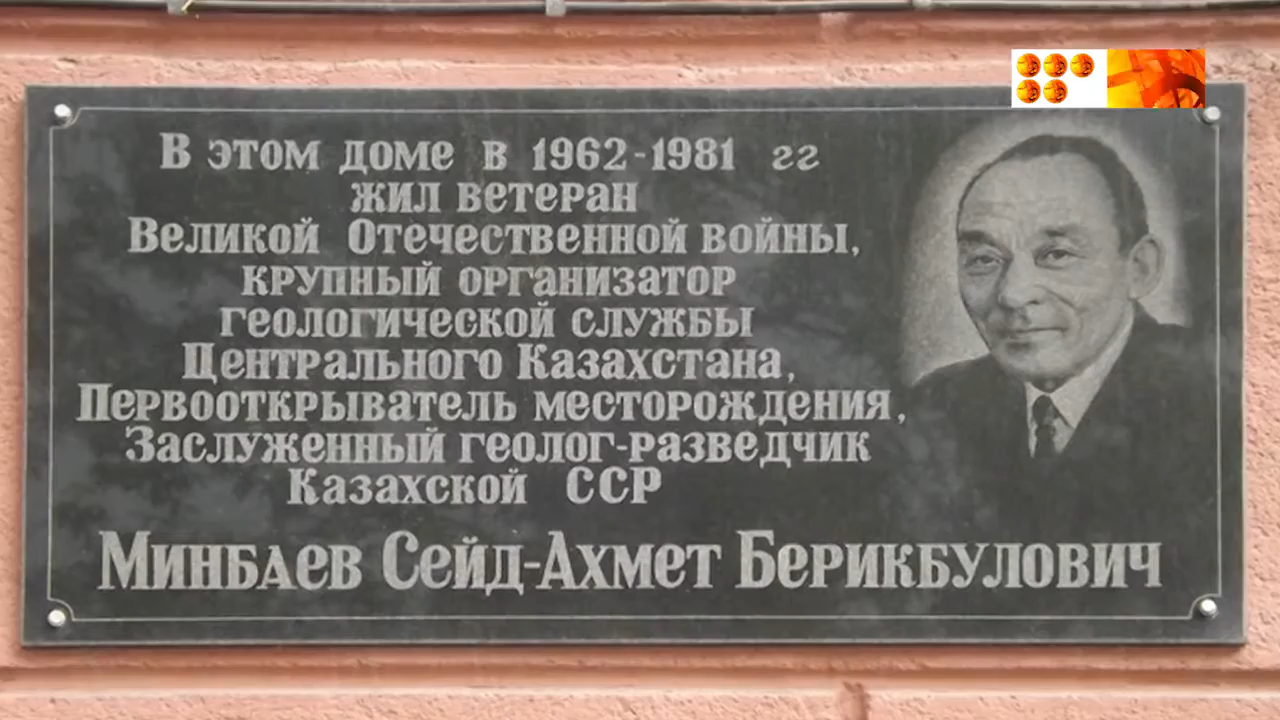 В этом доме в 1962-1981 гг
жил ветеран
Великой Отечественной войны,
крупный организатор
геологической службы
Центрального Казахстана,
Первооткрыватель месторождения,
Заслуженный геолог-разведчик
Казахской ССР
Минбаев Сейд-Ахмет Берикбулович